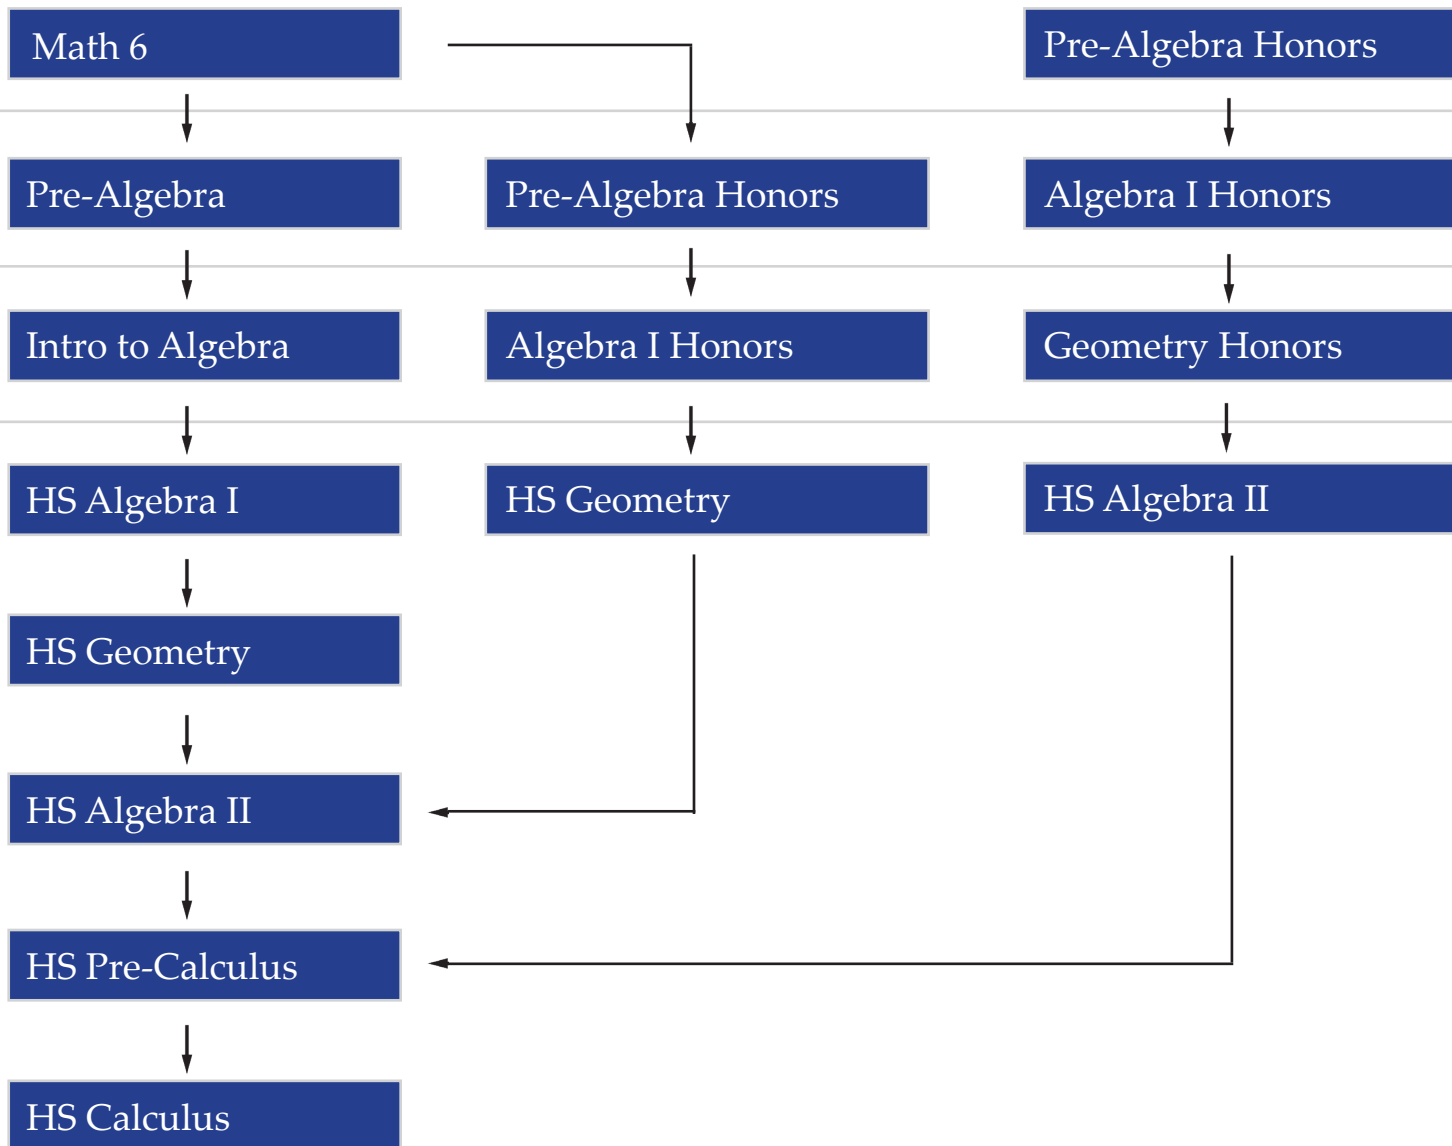 Math 6
Pre-Algebra Honors
Pre-Algebra
Pre-Algebra Honors
Algebra I Honors
Intro to Algebra
Algebra I Honors
Geometry Honors
HS Algebra I
HS Geometry
HS Algebra II
HS Geometry
HS Algebra II
HS Pre-Calculus
HS Calculus